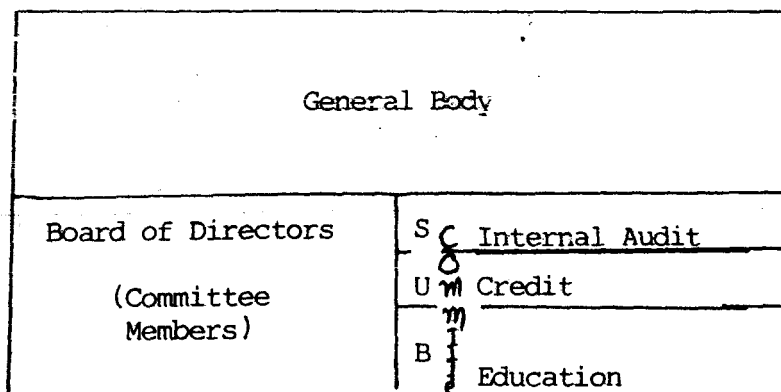 General Body
Board of Directors
(Committee
Members)
S
U
B
Internal Audit
Credit
Education